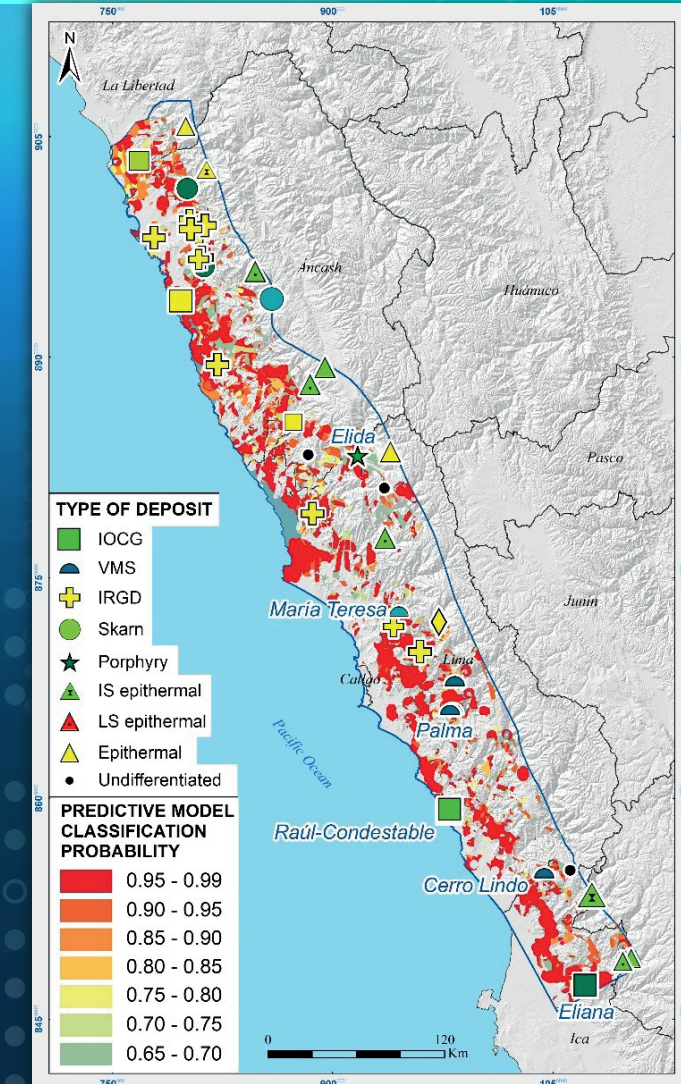 750000
900000
105
N
La Libertad
905
Áncash
Huánuco
890
Elida
Pasco
TYPE OF DEPOSIT
IOCG
VMS
IRGD
Skarn
Porphyry
IS epithermal
LS epithermal
Epithermal
Undifferentiated
875
Junín
María Teresa
Lima
Callao
Palma
Pacific Ocean
860
Raúl-Condestable
Cerro Lindo
PREDICTIVE MODEL
CLASSIFICATION
PROBABILITY
0.95 - 0.99
0.90 - 0.95
0.85 - 0.90
0.80 - 0.85
0.75 - 0.80
0.70 - 0.75
0.65 - 0.70
Eliana
845
Ica
0 120
Km
750
900
105